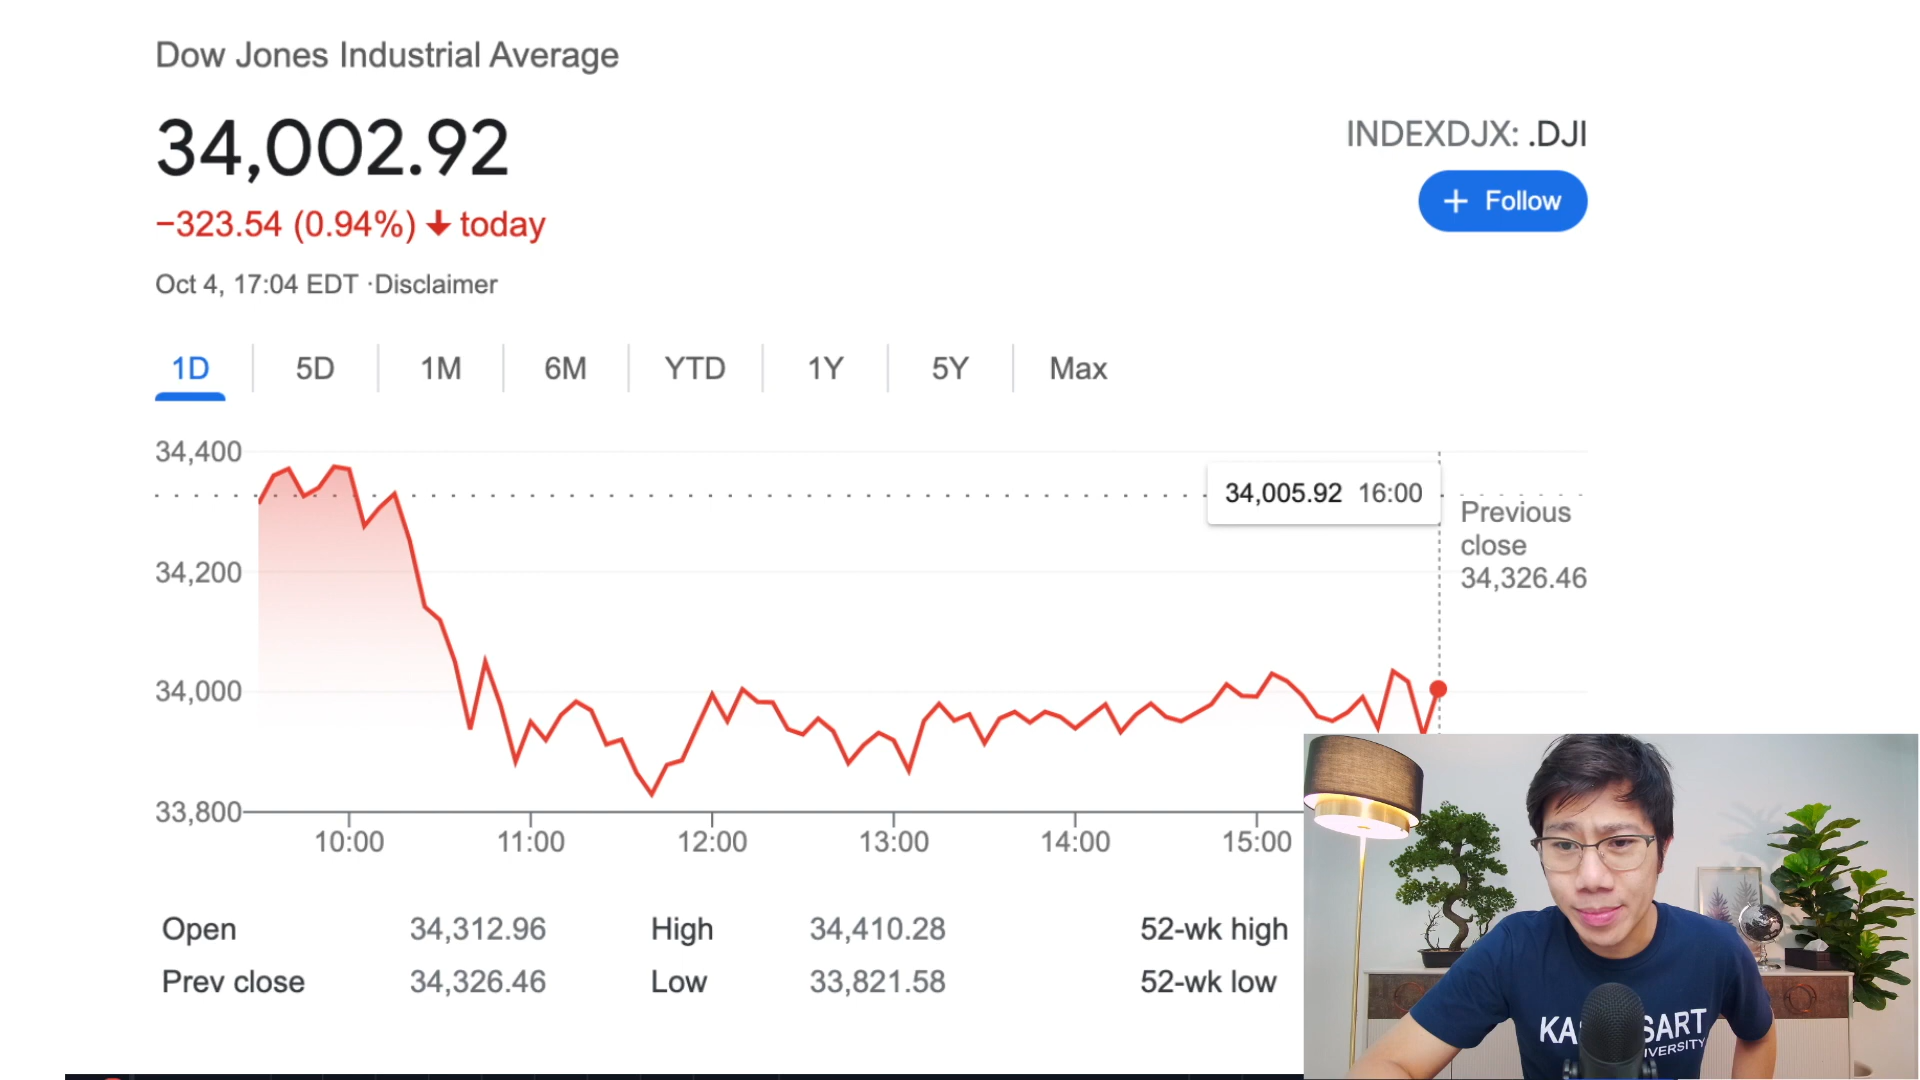 Dow Jones Industrial Average
34,002.92
−323.54 (0.94%) ↓ today
Oct 4, 17:04 EDT ·Disclaimer
INDEXDJX: .DJI
+ Follow
1D 5D 1M 6M YTD 1Y 5Y Max
34,400
34,200
34,000
33,800
34,005.92 16:00
Previous
close
34,326.46
10:00 11:00 12:00 13:00 14:00 15:00
Open 34,312.96 High 34,410.28 52-wk high
Prev close 34,326.46 Low 33,821.58 52-wk low